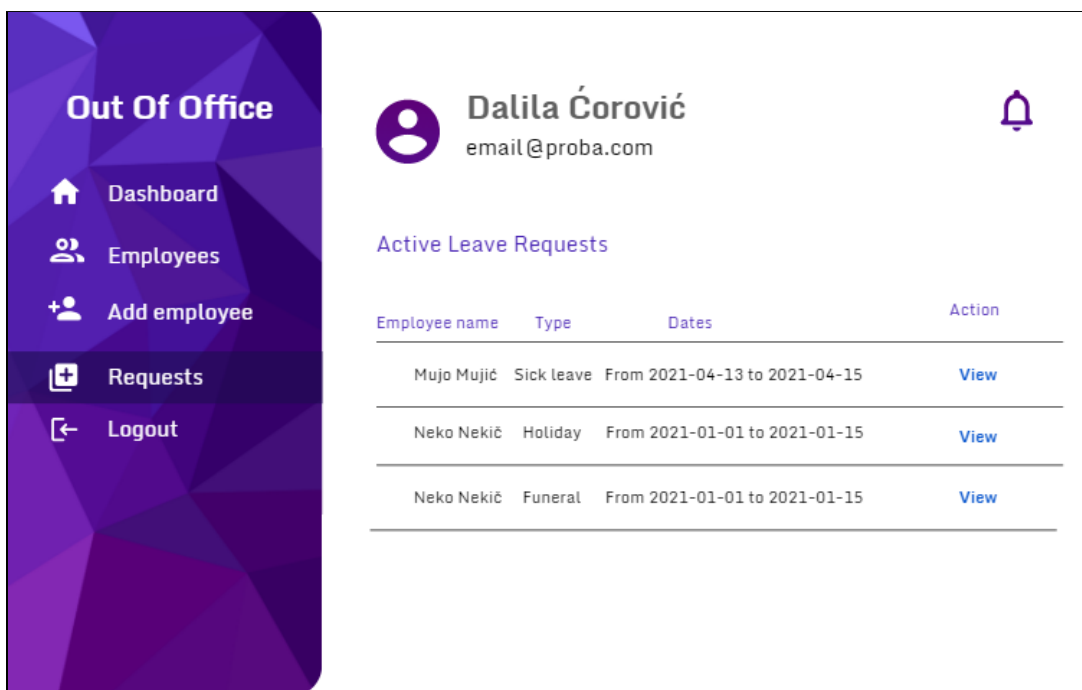 Out Of Office
Dashboard
Employees
Add employee
Requests
Logout
Dalila Ćorović
email@proba.com
Active Leave Requests
Employee name Type Dates Action
Mujo Mujić Sick leave From 2021-04-13 to 2021-04-15 View
Neko Nekič Holiday From 2021-01-01 to 2021-01-15 View
Neko Nekič Funeral From 2021-01-01 to 2021-01-15 View